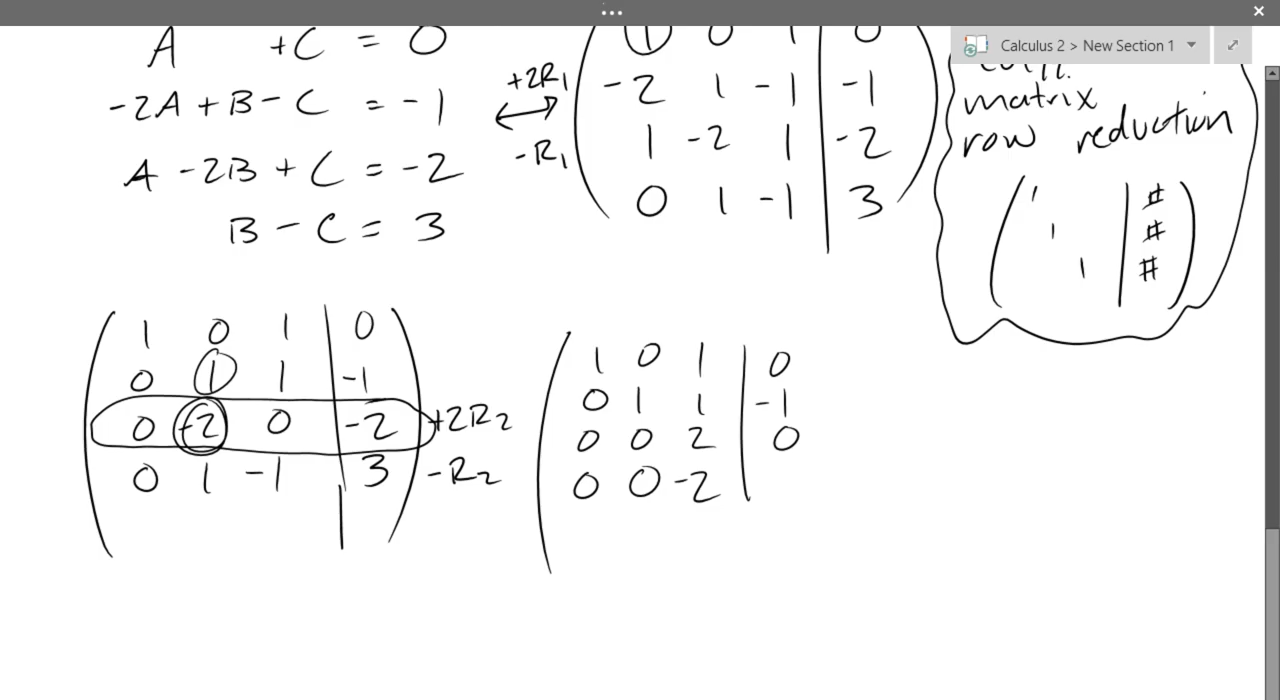 A + C = 0
-2A + B - C = -1
A - 2B + C = -2
B - C = 3
+2R₁
-R₁
1 0 1 | 0
-2 1 -1 | -1
1 -2 1 | -2
0 1 -1 | 3
Calculus 2 > New Section 1
matrix
row reduction
1 | #
1 | #
1 | #
1 0 1 | 0
0 1 1 | -1
0 -2 0 | -2 +2R₂
0 1 -1 | 3 -R₂
1 0 1 | 0
0 1 1 | -1
0 0 2 | 0
0 0 -2 |